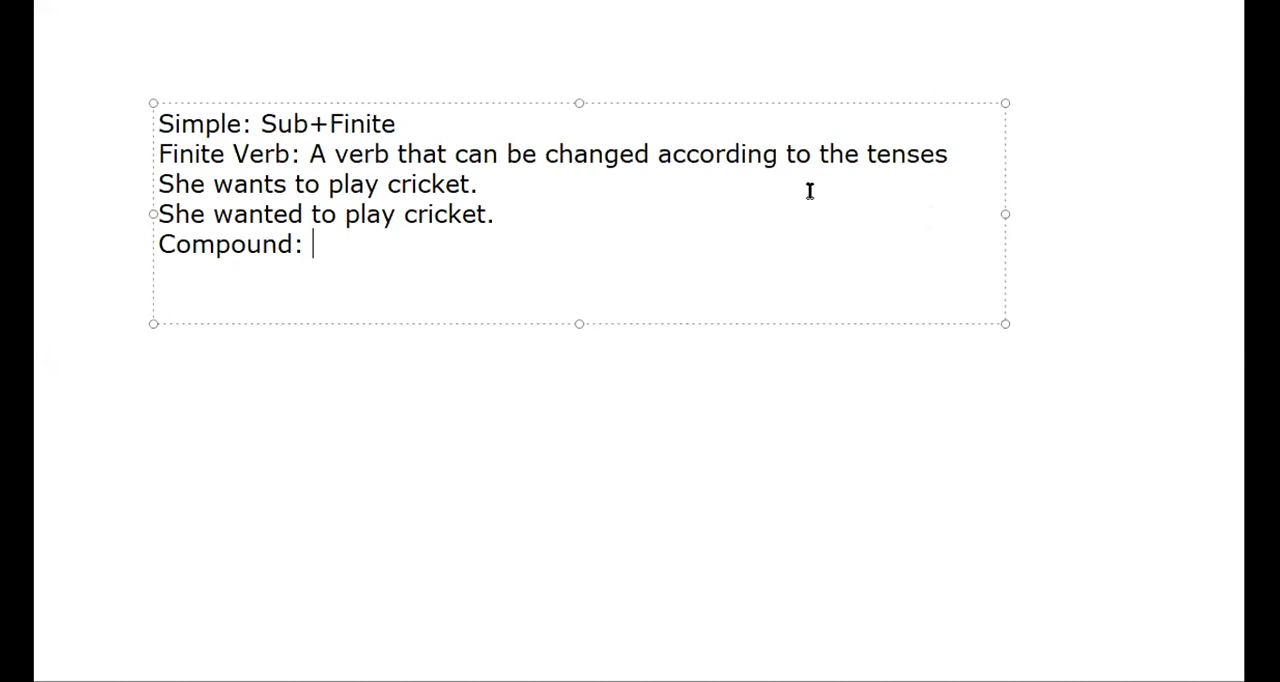 Simple: Sub+Finite
Finite Verb: A verb that can be changed according to the tenses
She wants to play cricket.
She wanted to play cricket.
Compound: